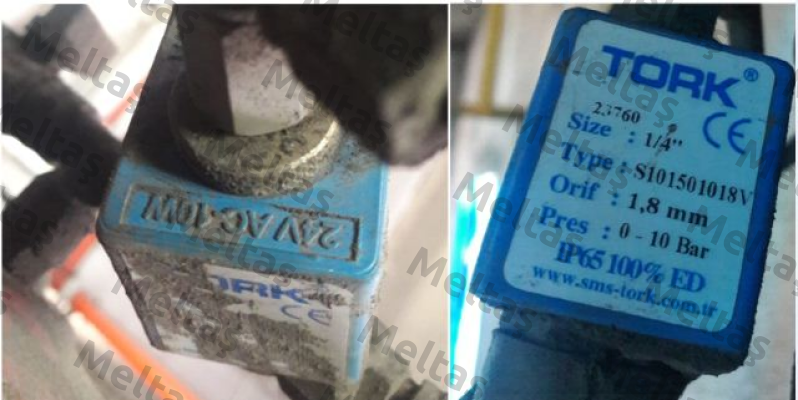 24V AC 10W
TORK
CE
TORK®
CE
23760
Size : 1/4"
Type : S101501018V
Orif : 1,8 mm
Pres : 0 - 10 Bar
IP65 100% ED
www.sms-tork.com.tr
Meltaş